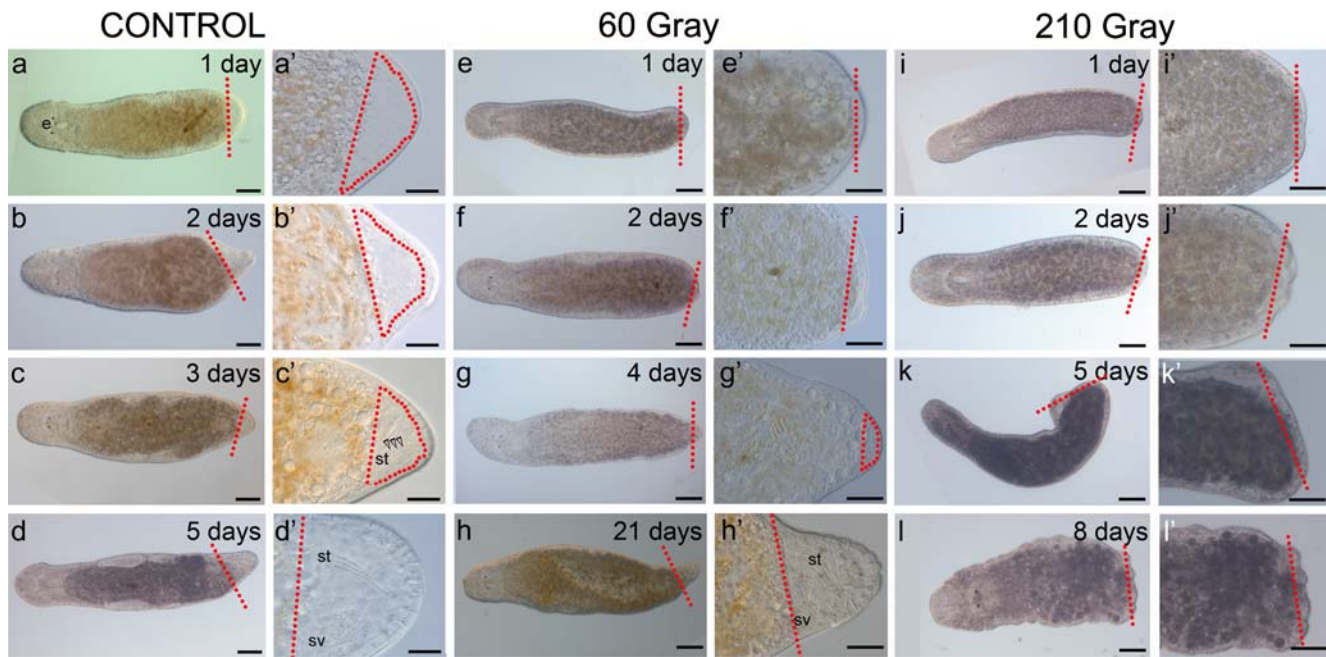 CONTROL 60 Gray 210 Gray
a 1 day a' e 1 day e' i 1 day i'
e
b 2 days b' f 2 days f' j 2 days j'
c 3 days c' g 4 days g' k 5 days k'
st
d 5 days d' h 21 days h' l 8 days l'
st st
sv sv